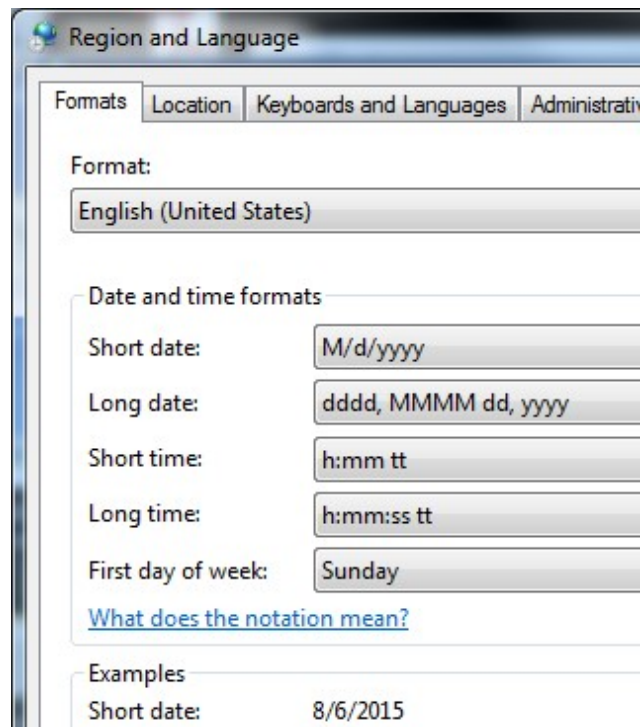 Region and Language
Formats Location Keyboards and Languages
Format:
English (United States)
Date and time formats
Short date: M/d/yyyy
Long date: dddd, MMMM dd, yyyy
Short time: h:mm tt
Long time: h:mm:ss tt
First day of week: Sunday
What does the notation mean?
Examples
Short date: 8/6/2015